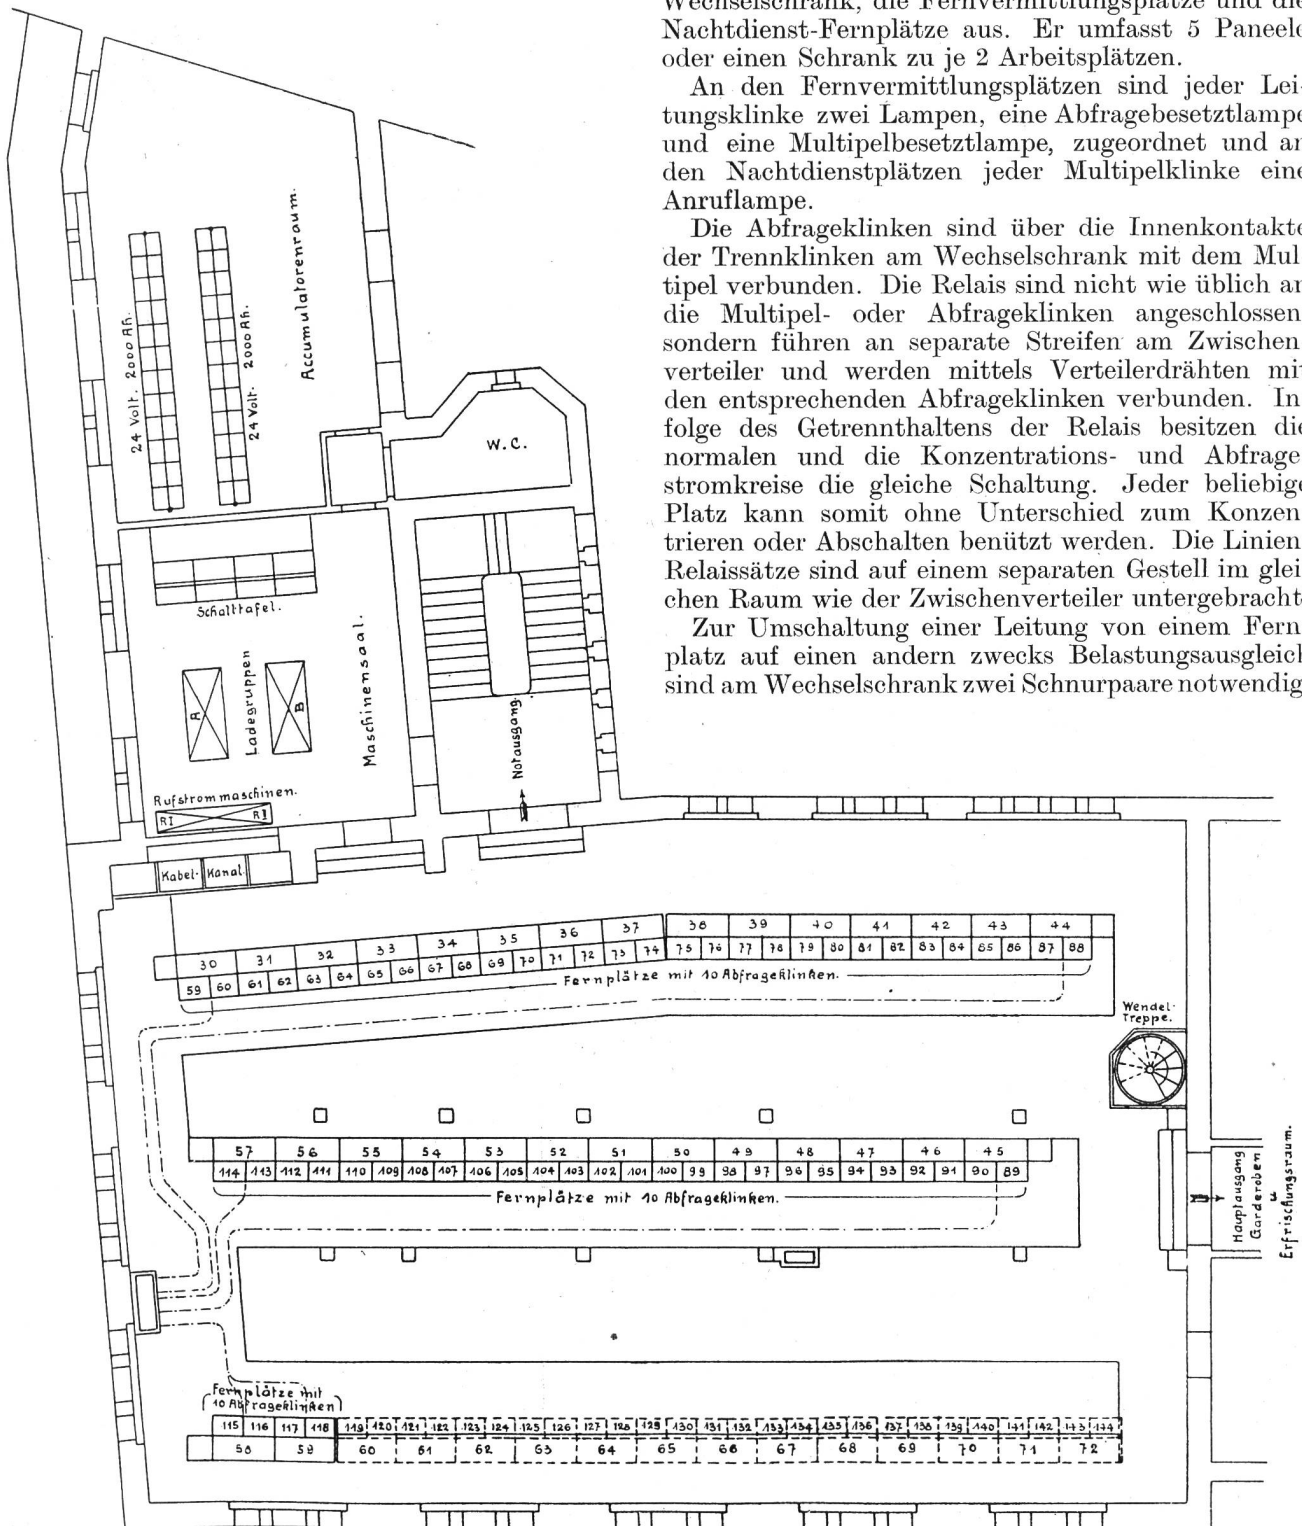 Wechselschrank, die Fernvermittlungsplätze und die
Nachtdienst-Fernplätze aus. Er umfasst 5 Paneele
oder einen Schrank zu je 2 Arbeitsplätzen.
An den Fernvermittlungsplätzen sind jeder Lei-
tungsklinke zwei Lampen, eine Abfragebesetztlampe
und eine Multipelbesetztlampe, zugeordnet und an
den Nachtdienstplätzen jeder Multipelklinke eine
Anruflampe.
Die Abfrageklinken sind über die Innenkontakte
der Trennklinken am Wechselschrank mit dem Mul-
tipel verbunden. Die Relais sind nicht wie üblich an
die Multipel- oder Abfrageklinken angeschlossen
sondern führen an separate Streifen am Zwischen
verteiler und werden mittels Verteilerdrähten mit
den entsprechenden Abfrageklinken verbunden. In
folge des Getrennthaltens der Relais besitzen die
normalen und die Konzentrations- und Abfrage
stromkreise die gleiche Schaltung. Jeder beliebige
Platz kann somit ohne Unterschied zum Konzen
trieren oder Abschalten benützt werden. Die Linien
Relaissätze sind auf einem separaten Gestell im glei
chen Raum wie der Zwischenverteiler untergebracht
Zur Umschaltung einer Leitung von einem Fern
platz auf einen andern zwecks Belastungsausgleich
sind am Wechselschrank zwei Schnurpaare notwendig
24 Volt. 2000 Ah.
24 Volt. 2000 Ah.
Accumulatorenraum.
W.C.
Schalttafel.
A
Ladegruppen
B
Maschinensaal.
Notausgang.
Rufstrommaschinen.
RI RII
Kabel- Kanal.
30 31 32 33 34 35 36 37 38 39 40 41 42 43 44
59 60 61 62 63 64 65 66 67 68 69 70 71 72 73 74 75 76 77 78 79 80 81 82 83 84 85 86 87 88
Fernplätze mit 10 Abfrageklinken.
Wendel-
Treppe.
57 56 55 54 53 52 51 50 49 48 47 46 45
114 113 112 111 110 109 108 107 106 105 104 103 102 101 100 99 98 97 96 95 94 93 92 91 90 89
Fernplätze mit 10 Abfrageklinken.
Hauptausgang
Garderoben
u
Erfrischungsraum.
Fernplätze mit
10 Abfrageklinken
115 116 117 118 119 120 121 122 123 124 125 126 127 128 129 130 131 132 133 134 135 136 137 138 139 140 141 142 143 144
58 59 60 61 62 63 64 65 66 67 68 69 70 71 72